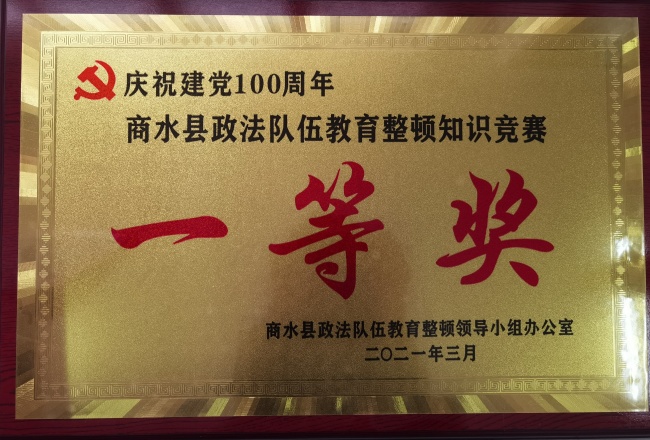 庆祝建党100周年
商水县政法队伍教育整顿知识竞赛
一等奖
商水县政法队伍教育整顿领导小组办公室
二〇二一年三月